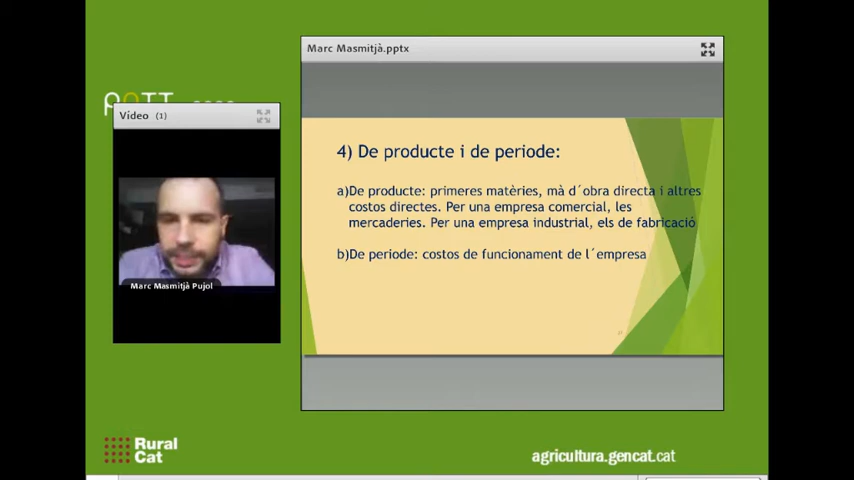 Marc Masmitjà.pptx
Vídeo (1)
4) De producte i de periode:
a)De producte: primeres matèries, mà d´obra directa i altres
costos directes. Per una empresa comercial, les
mercaderies. Per una empresa industrial, els de fabricació
b)De periode: costos de funcionament de l´empresa
Marc Masmitjà Pujol
Rural
Cat
agricultura.gencat.cat